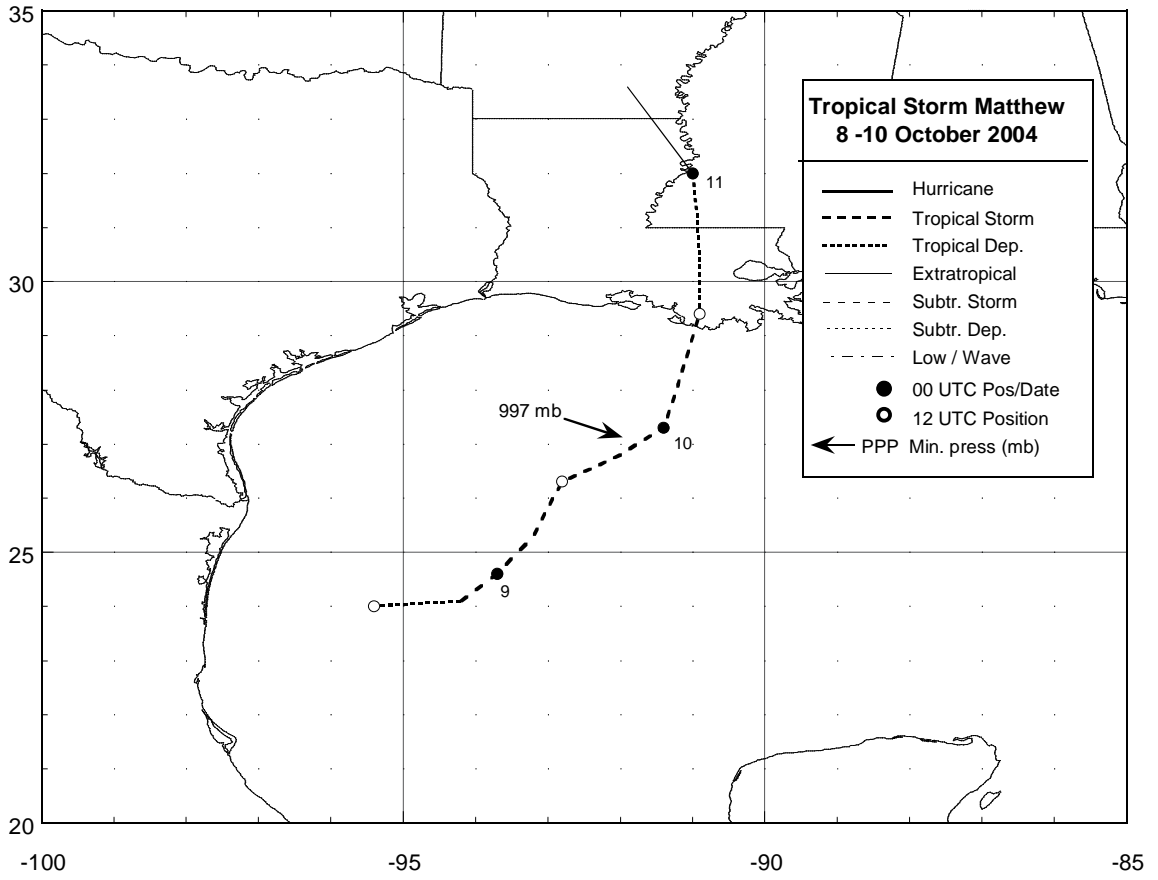 35
Tropical Storm Matthew
8 -10 October 2004
11
Hurricane
Tropical Storm
Tropical Dep.
Extratropical
30
Subtr. Storm
Subtr. Dep.
Low / Wave
00 UTC Pos/Date
997 mb
12 UTC Position
10
PPP Min. press (mb)
25
9
20
-100
-95
-90
-85